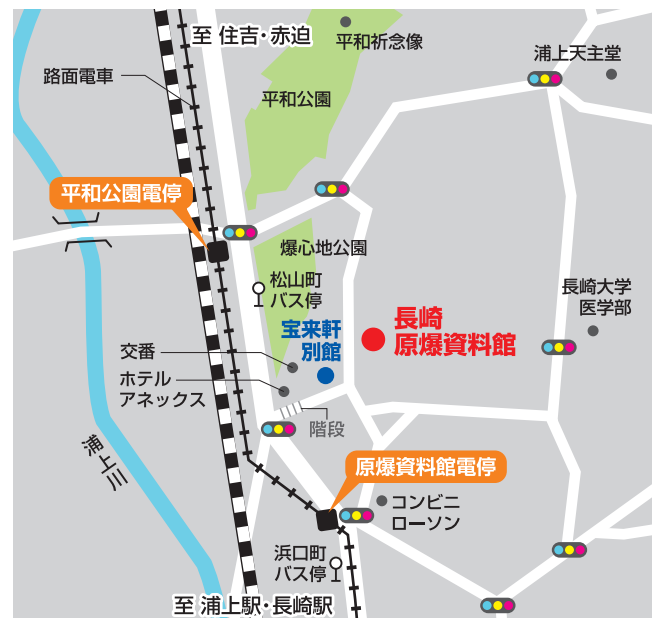 至 住吉・赤迫
平和祈念像
浦上天主堂
路面電車
平和公園
平和公園電停
爆心地公園
松山町
バス停
長崎大学
医学部
長崎
原爆資料館
宝来軒
別館
交番
ホテル
アネックス
階段
浦上川
原爆資料館電停
コンビニ
ローソン
浜口町
バス停
至 浦上駅・長崎駅